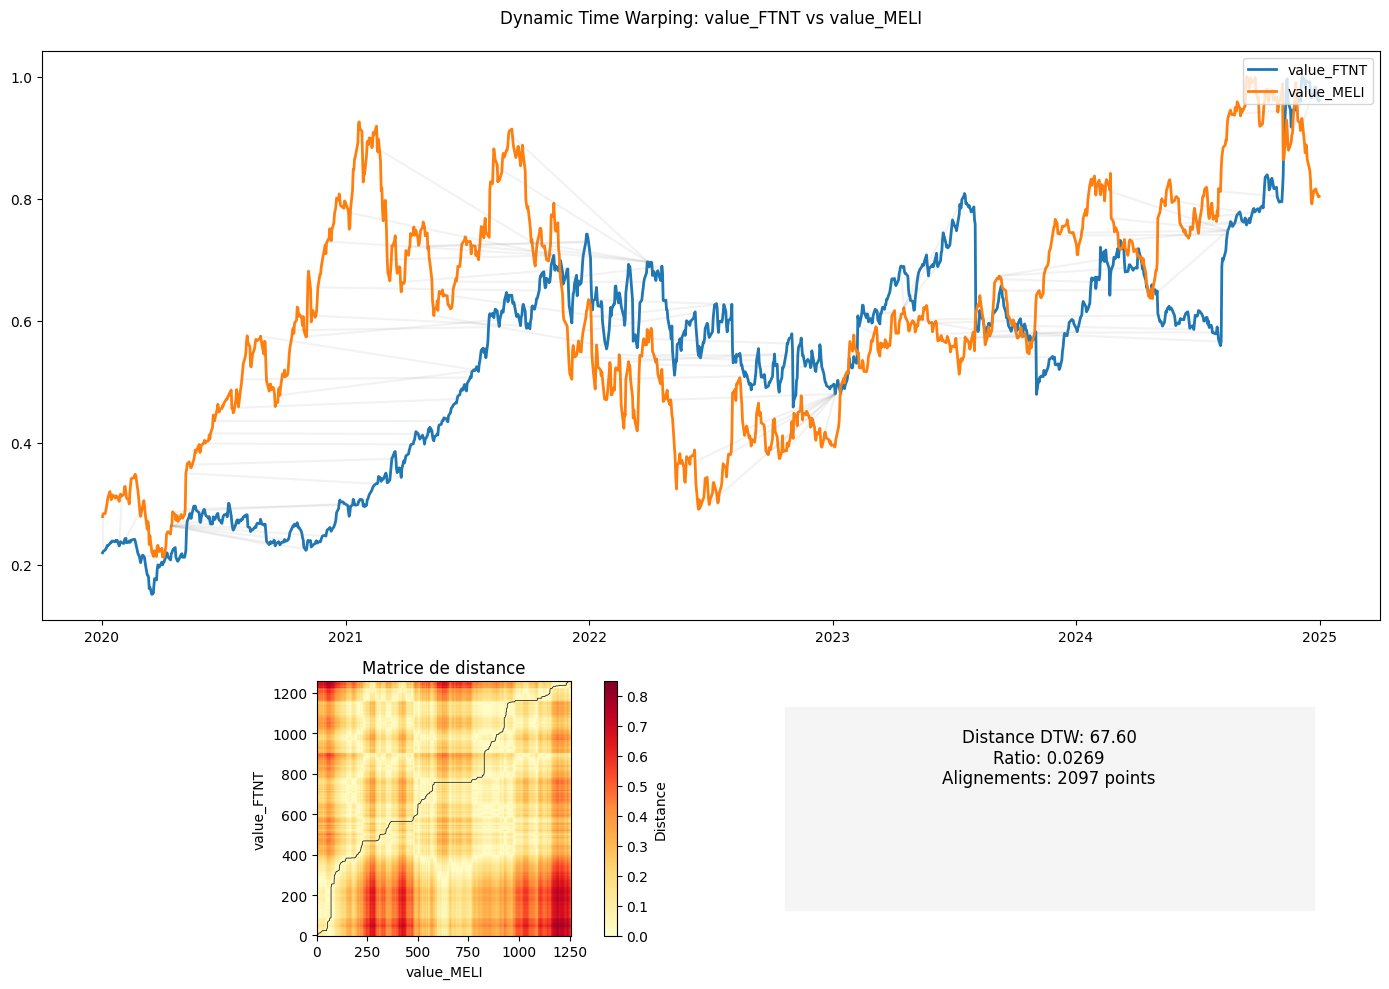 Dynamic Time Warping: value_FTNT vs value_MELI
value_FTNT
value_MELI
1.0
0.8
0.6
0.4
0.2
2020 2021 2022 2023 2024 2025
Matrice de distance
value_FTNT
1200
1000
800
600
400
200
0
0 250 500 750 1000 1250
value_MELI
0.8
0.7
0.6
0.5
0.4
0.3
0.2
0.1
0.0
Distance
Distance DTW: 67.60
Ratio: 0.0269
Alignements: 2097 points